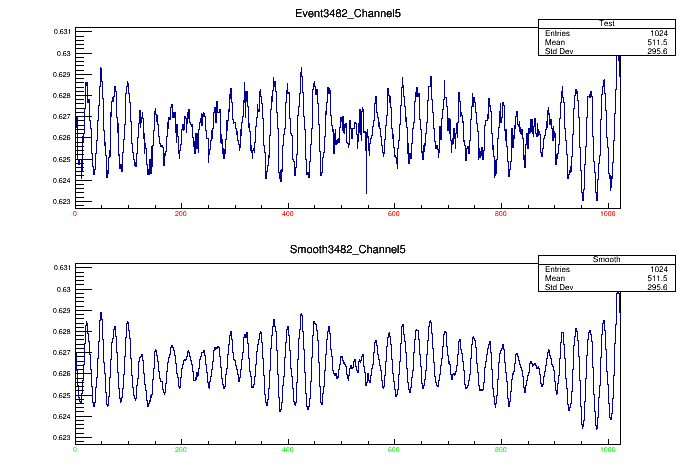 Event3482_Channel5
Test
Entries 1024
Mean 511.5
Std Dev 295.6
0.631
0.63
0.629
0.628
0.627
0.626
0.625
0.624
0.623
0 200 400 600 800 1000
Smooth3482_Channel5
Smooth
Entries 1024
Mean 511.5
Std Dev 295.6
0.631
0.63
0.629
0.628
0.627
0.626
0.625
0.624
0.623
0 200 400 600 800 1000